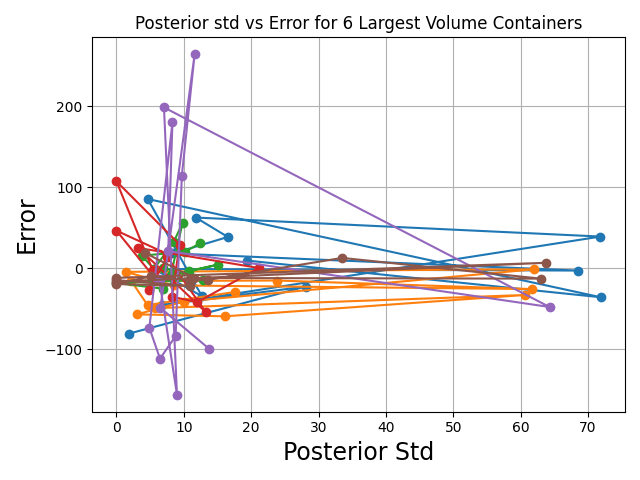 Posterior std vs Error for 6 Largest Volume Containers
Error
200
100
0
−100
0 10 20 30 40 50 60 70
Posterior Std